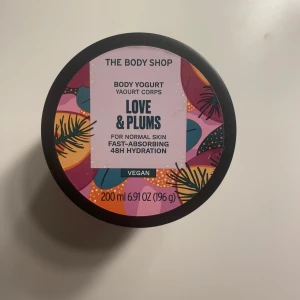 THE BODY SHOP
BODY YOGURT
YAOURT CORPS
LOVE
& PLUMS
FOR NORMAL SKIN
FAST-ABSORBING
48H HYDRATION
VEGAN
200 ml 6.91 OZ (196 g)